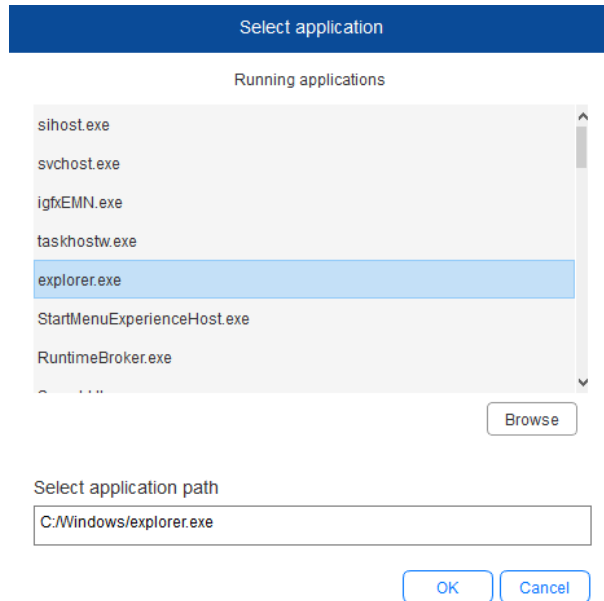 Select application
Running applications
sihost.exe
svchost.exe
igfxEMN.exe
taskhostw.exe
explorer.exe
StartMenuExperienceHost.exe
RuntimeBroker.exe
Browse
Select application path
C:/Windows/explorer.exe
OK
Cancel